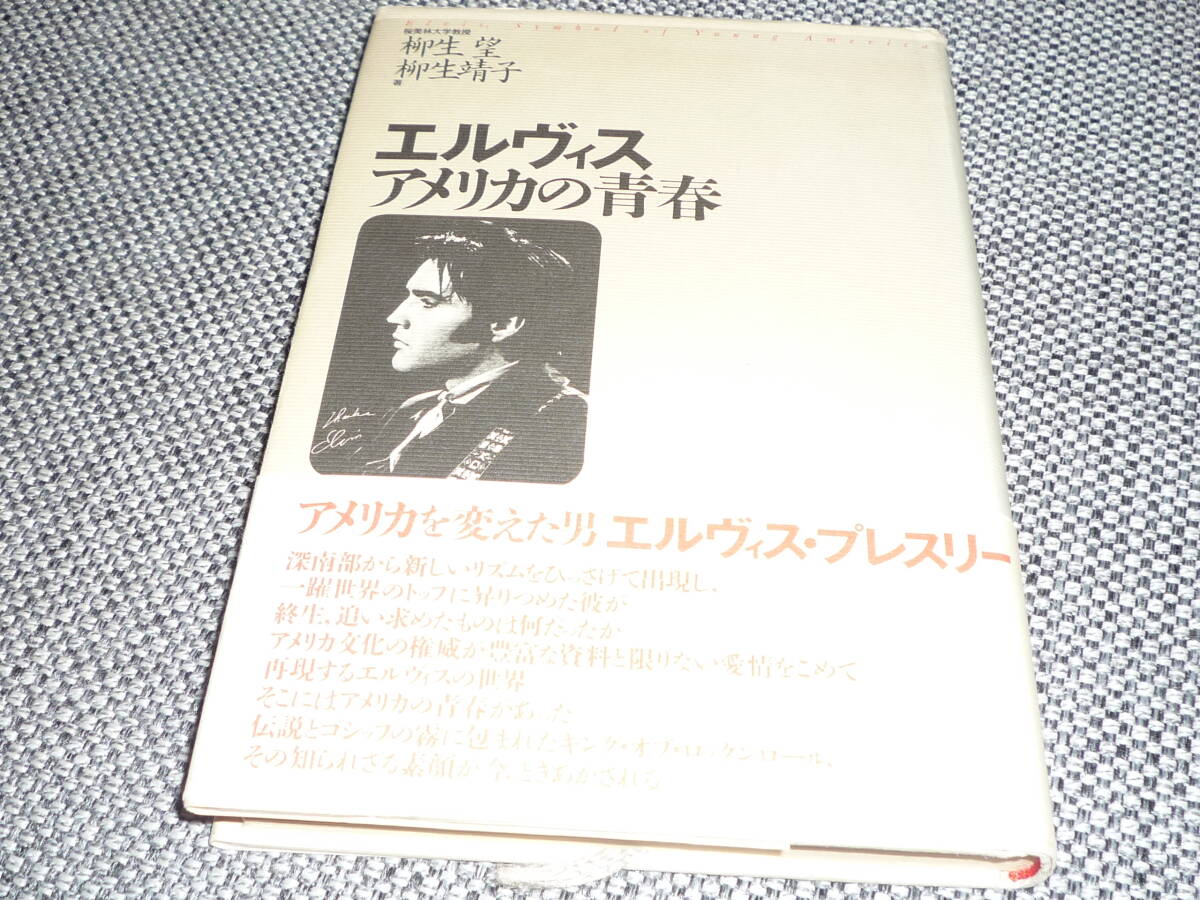 Elvis, Symbol of Young America
桜美林大学教授
柳生 望
柳生靖子
著
エルヴィス
アメリカの青春
Elvis
アメリカを変えた男 エルヴィス・プレスリー
深南部から新しいリズムをひっさげて出現し、
一躍世界のトップに昇りつめた彼が
終生、追い求めたものは何だったか
アメリカ文化の権威が豊富な資料と限りない愛情をこめて
再現するエルヴィスの世界
そこにはアメリカの青春があった
伝説とゴシップの霧に包まれたキング・オブ・ロックンロール、
その知られざる素顔が今、ときあかされる